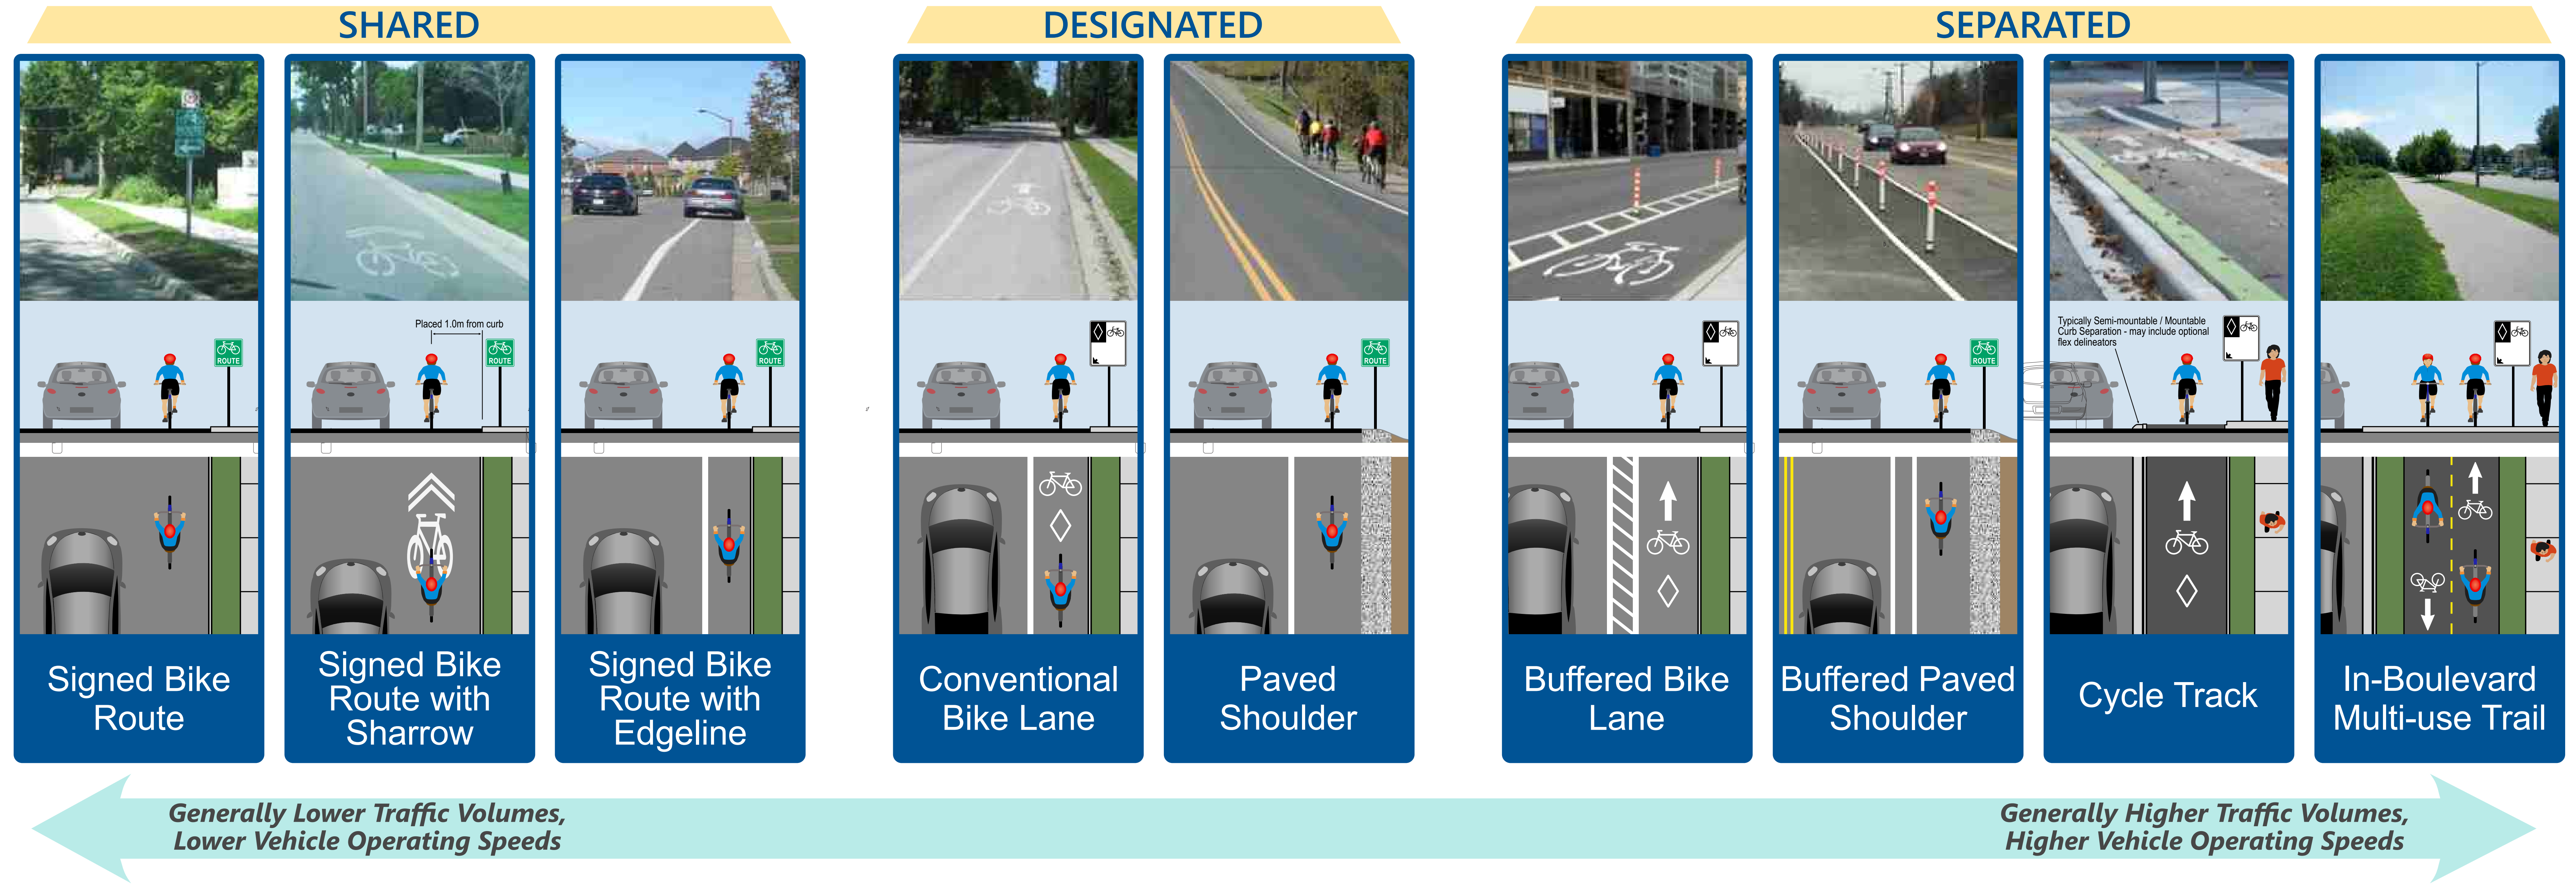 SHARED
DESIGNATED
SEPARATED
Placed 1.0m from curb
Typically Semi-mountable / Mountable
Curb Separation - may include optional
flex delineators
ROUTE
ROUTE
ROUTE
ROUTE
ROUTE
Signed Bike
Route
Signed Bike
Route with
Sharrow
Signed Bike
Route with
Edgeline
Conventional
Bike Lane
Paved
Shoulder
Buffered Bike
Lane
Buffered Paved
Shoulder
Cycle Track
In-Boulevard
Multi-use Trail
Generally Lower Traffic Volumes,
Lower Vehicle Operating Speeds
Generally Higher Traffic Volumes,
Higher Vehicle Operating Speeds